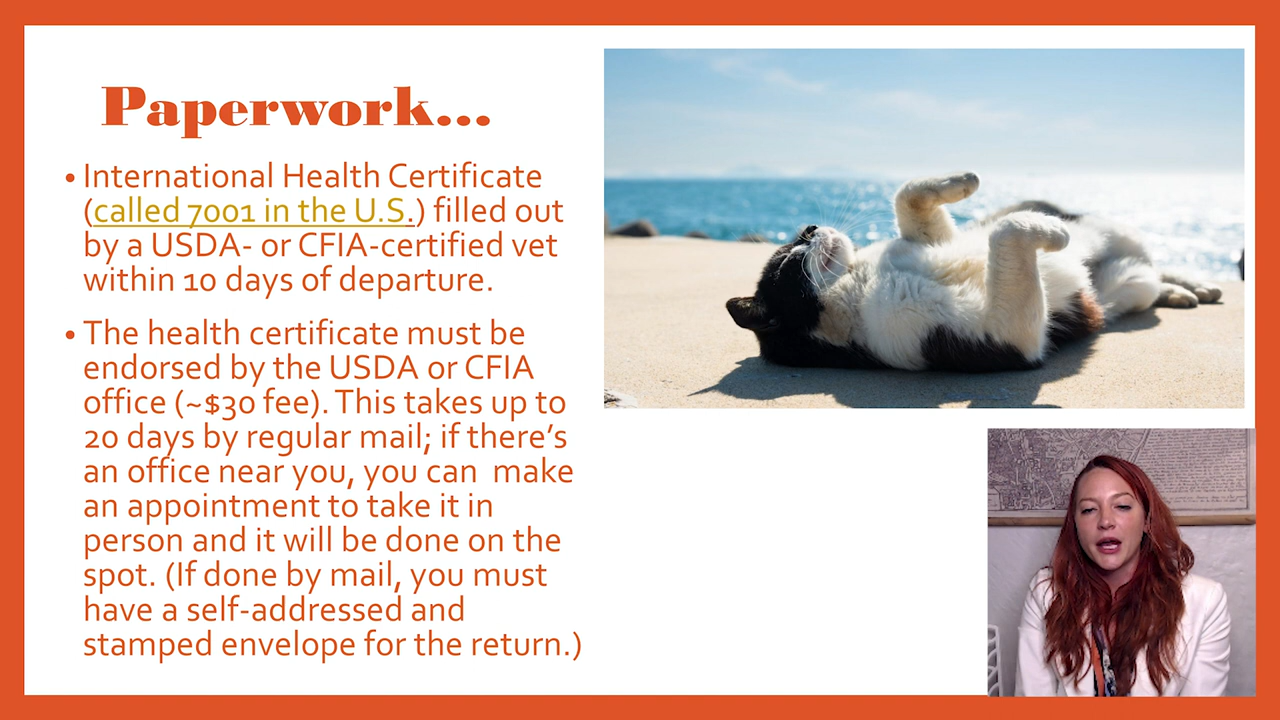 Paperwork...
• International Health Certificate
(called 7001 in the U.S.) filled out
by a USDA- or CFIA-certified vet
within 10 days of departure.
• The health certificate must be
endorsed by the USDA or CFIA
office (~$30 fee). This takes up to
20 days by regular mail; if there's
an office near you, you can  make
an appointment to take it in
person and it will be done on the
spot. (If done by mail, you must
have a self-addressed and
stamped envelope for the return.)